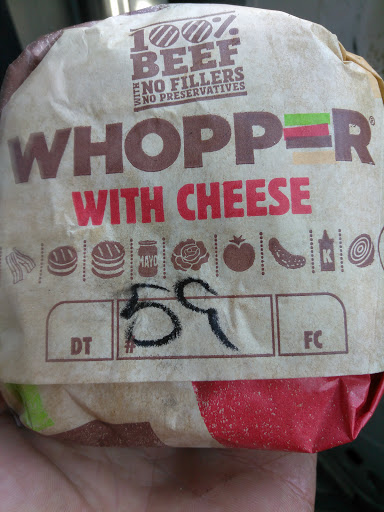 100%
BEEF
WITH NO FILLERS
NO PRESERVATIVES
WHOPPER®
WITH CHEESE
MAYO K
DT #59 FC